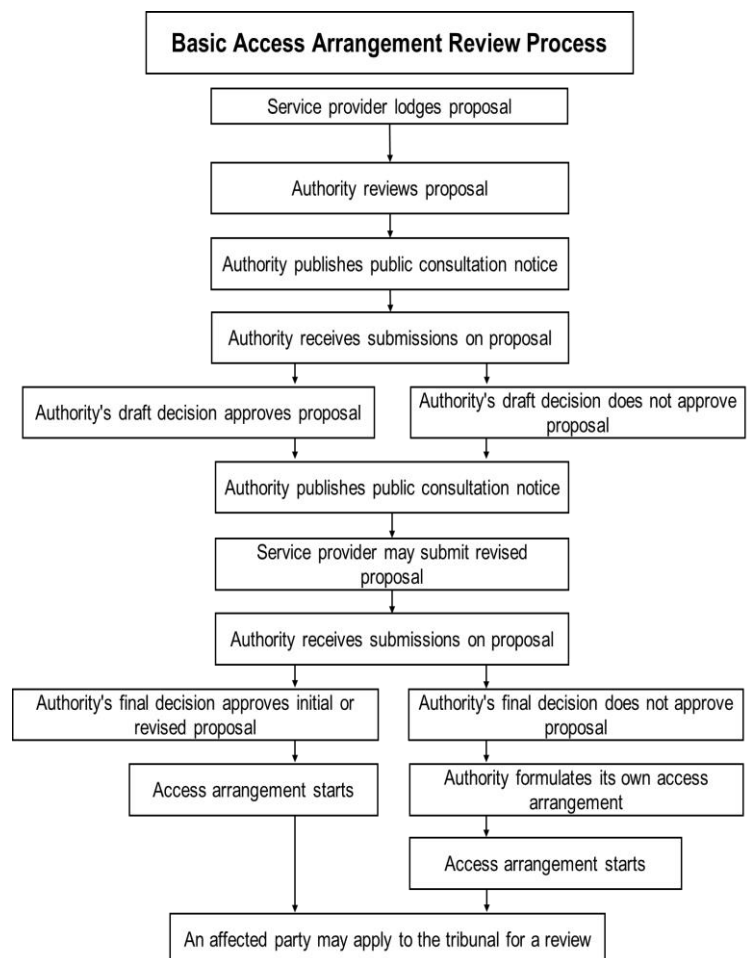 Basic Access Arrangement Review Process
Service provider lodges proposal
Authority reviews proposal
Authority publishes public consultation notice
Authority receives submissions on proposal
Authority's draft decision approves proposal
Authority's draft decision does not approve
proposal
Authority publishes public consultation notice
Service provider may submit revised
proposal
Authority receives submissions on proposal
Authority's final decision approves initial or
revised proposal
Authority's final decision does not approve
proposal
Access arrangement starts
Authority formulates its own access
arrangement
Access arrangement starts
An affected party may apply to the tribunal for a review